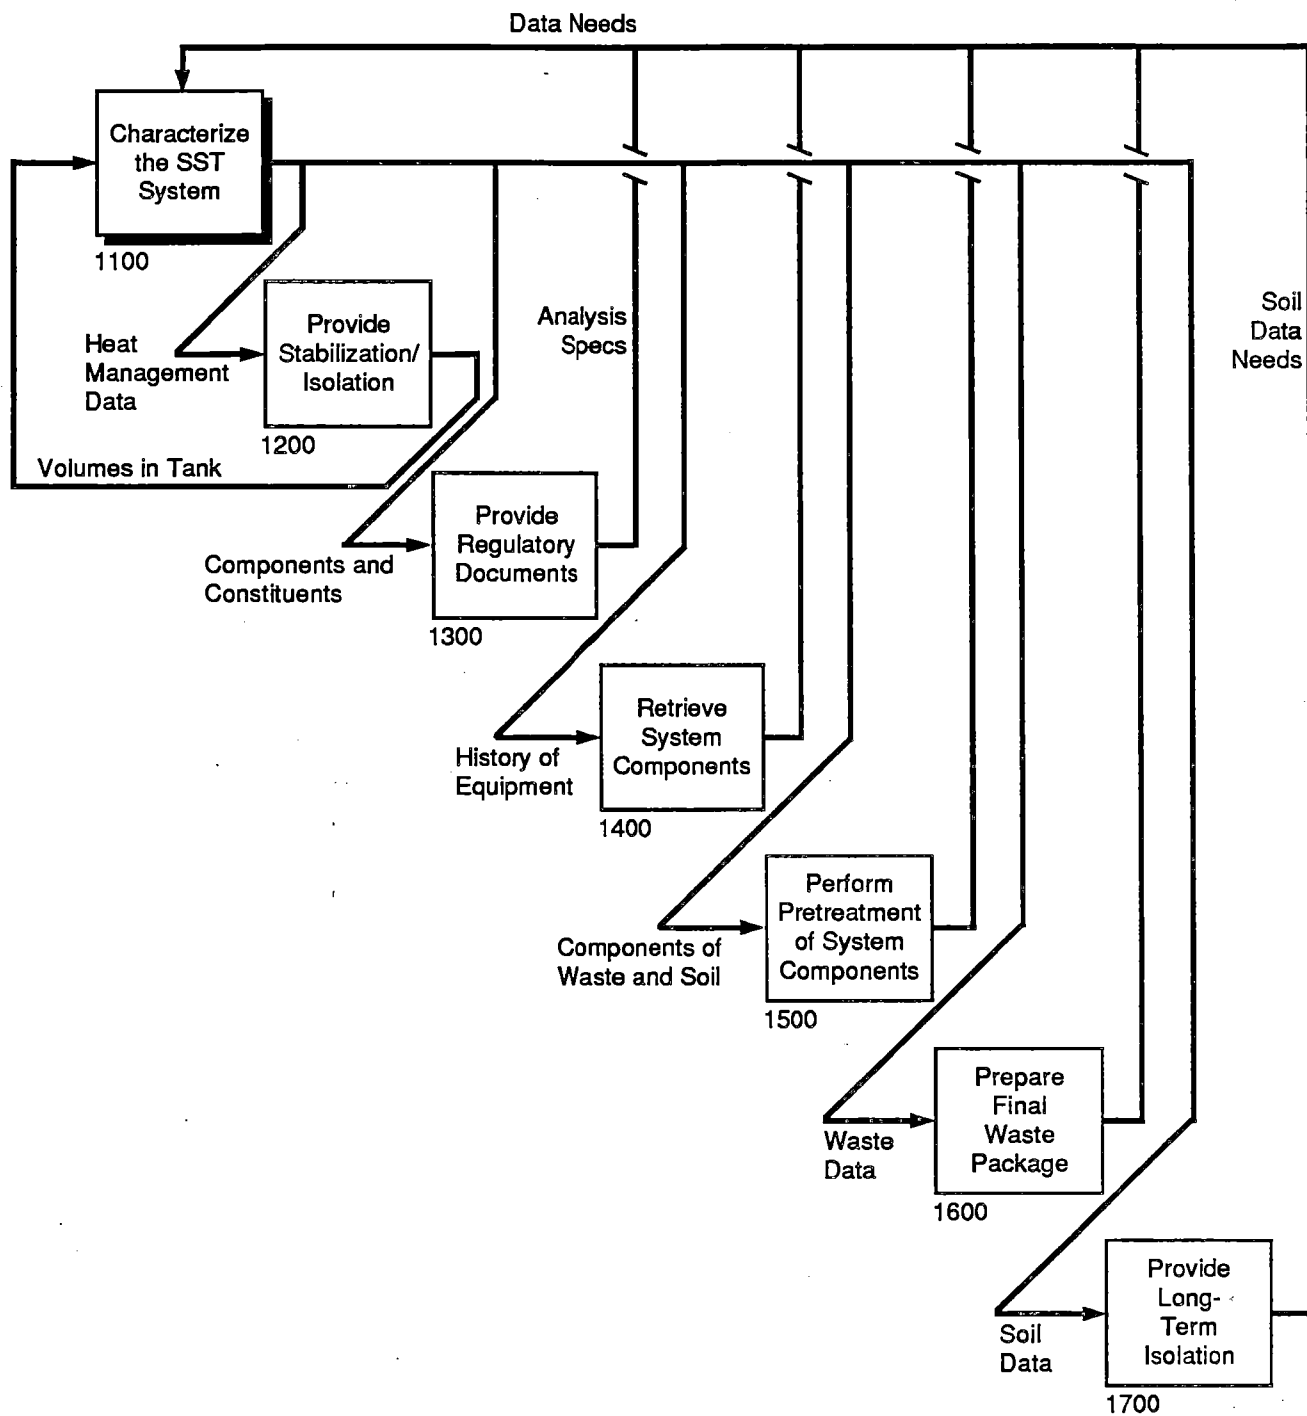 Data Needs
Characterize
the SST
System
1100
Heat
Management
Data
Provide
Stabilization/
Isolation
1200
Analysis
Specs
Soil
Data
Needs
Volumes in Tank
Components and
Constituents
Provide
Regulatory
Documents
1300
History of
Equipment
Retrieve
System
Components
1400
Components of
Waste and Soil
Perform
Pretreatment
of System
Components
1500
Waste
Data
Prepare
Final
Waste
Package
1600
Soil
Data
Provide
Long-
Term
Isolation
1700